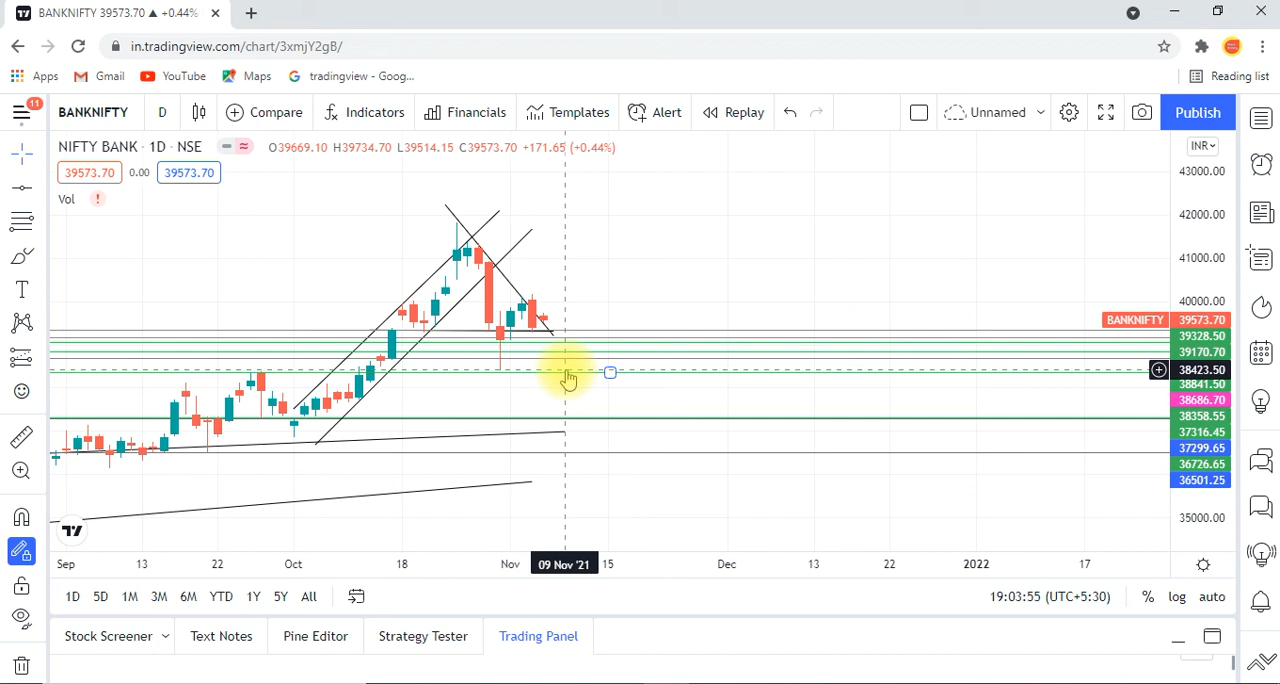 BANKNIFTY 39573.70 ▲ +0.44%
in.tradingview.com/chart/3xmjY2gB/
Apps Gmail YouTube Maps tradingview - Goog... Reading list
11
BANKNIFTY D Compare Indicators Financials Templates Alert Replay Unnamed Publish
NIFTY BANK · 1D · NSE O39669.10 H39734.70 L39514.15 C39573.70 +171.65 (+0.44%) INR
39573.70 0.00 39573.70
Vol !
43000.00
42000.00
41000.00
40000.00
BANKNIFTY 39573.70
39328.50
39170.70
38423.50
38841.50
38686.70
38358.55
37316.45
37299.65
36726.65
36501.25
35000.00
Sep 13 22 Oct 18 Nov 09 Nov '21 15 Dec 13 22 2022 17
1D 5D 1M 3M 6M YTD 1Y 5Y All 19:03:55 (UTC+5:30) % log auto
Stock Screener Text Notes Pine Editor Strategy Tester Trading Panel